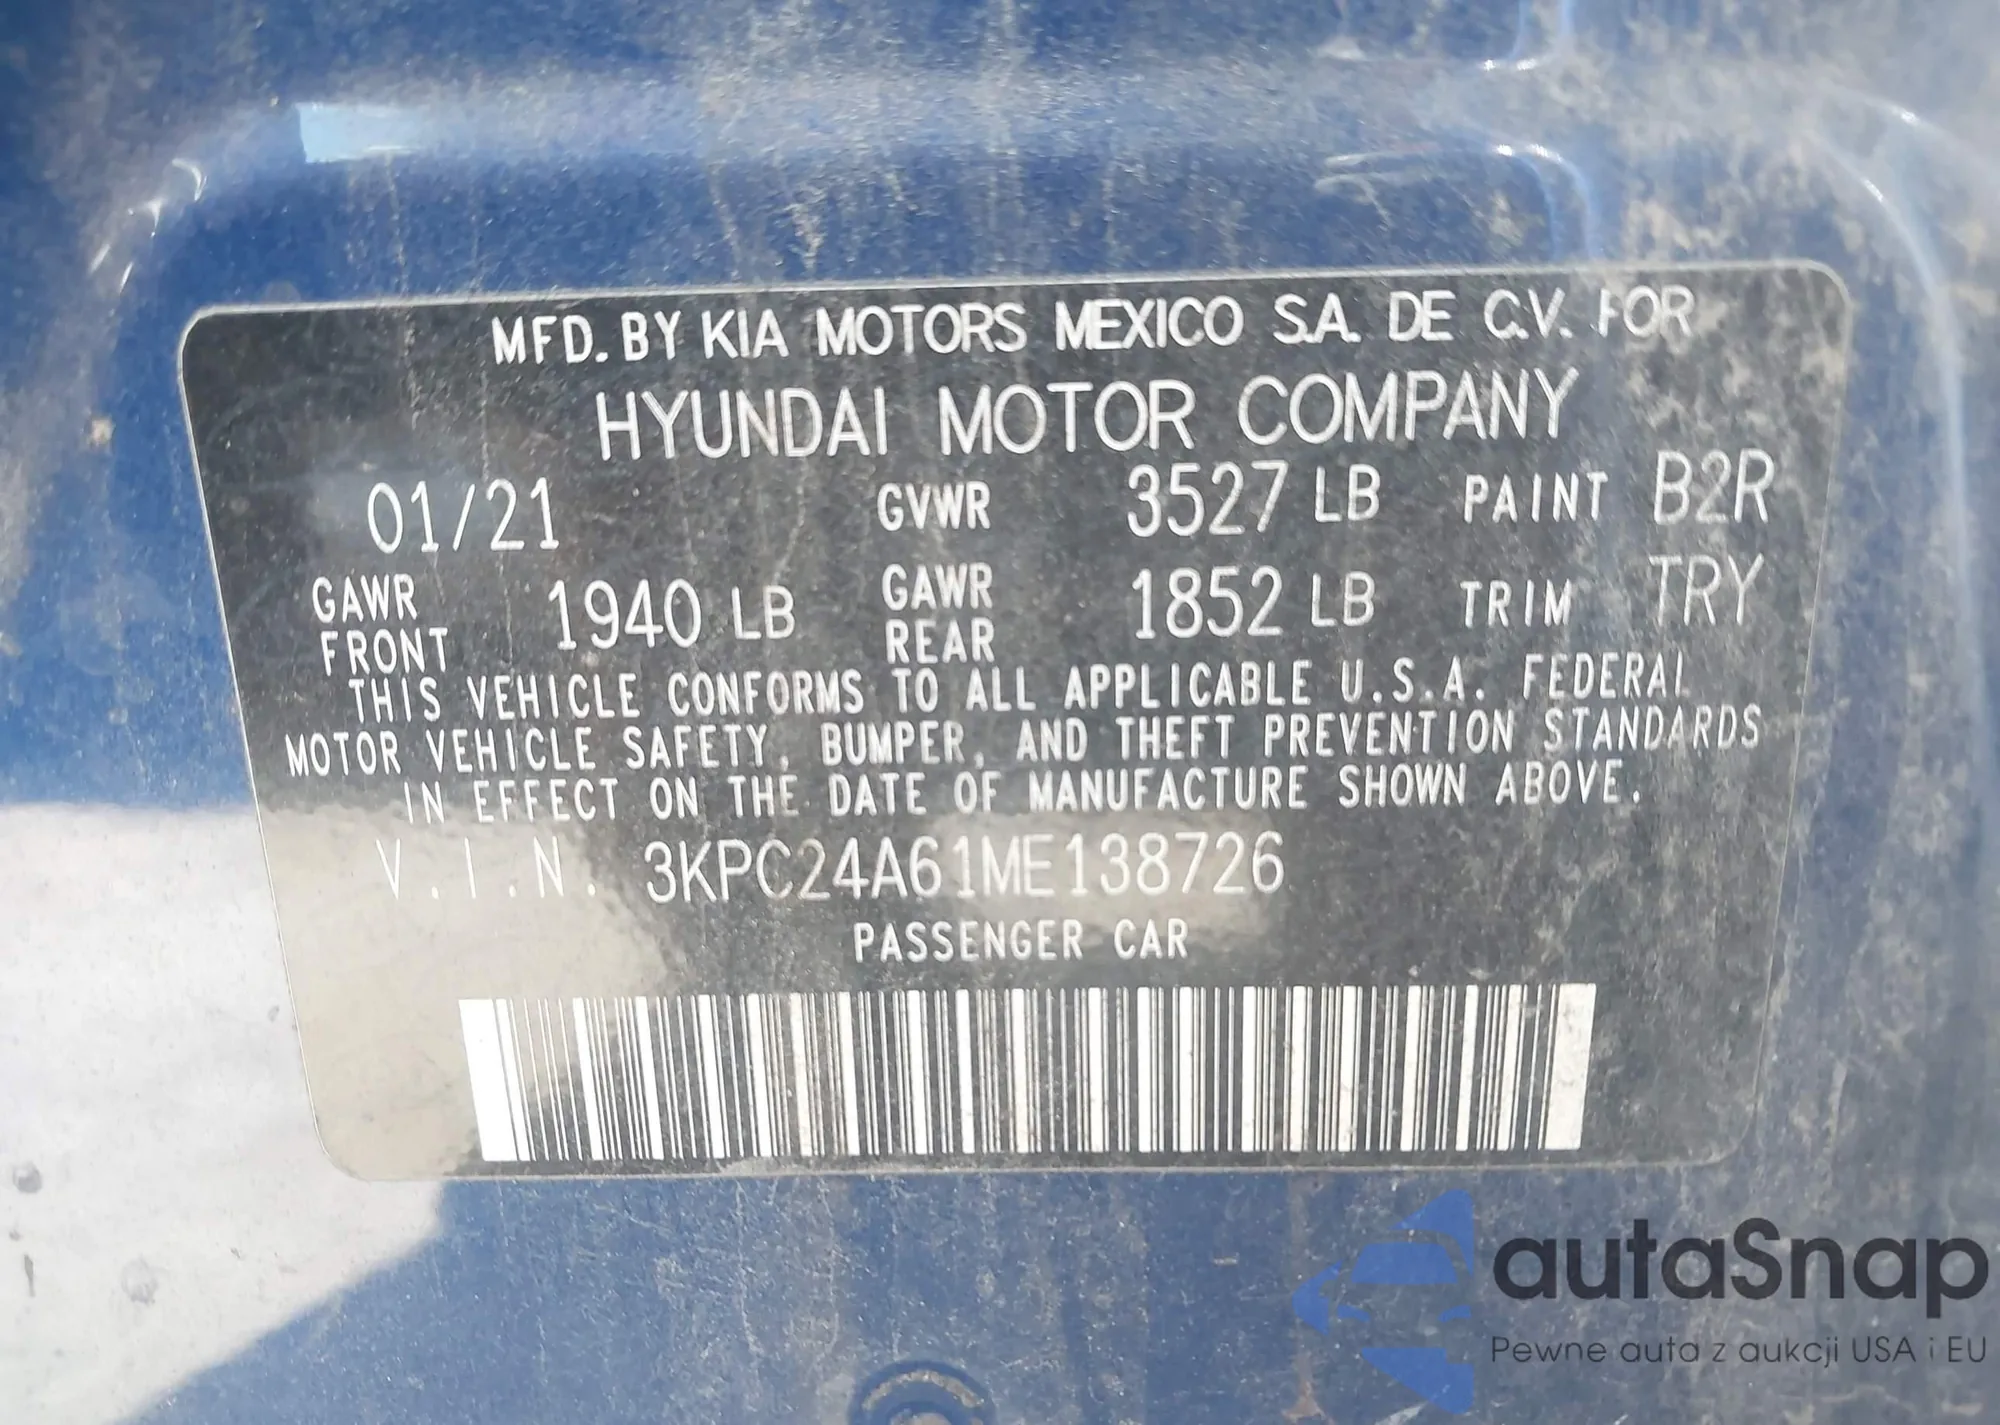 MFD. BY KIA MOTORS MEXICO S.A. DE C.V. FOR
HYUNDAI MOTOR COMPANY
01/21 GVWR 3527 LB PAINT B2R
GAWR FRONT 1940 LB GAWR REAR 1852 LB TRIM TRY
THIS VEHICLE CONFORMS TO ALL APPLICABLE U.S.A. FEDERAL
MOTOR VEHICLE SAFETY, BUMPER, AND THEFT PREVENTION STANDARDS
IN EFFECT ON THE DATE OF MANUFACTURE SHOWN ABOVE.
V.I.N. 3KPC24A61ME138726
PASSENGER CAR
autaSnap
Pewne auta z aukcji USA i EU